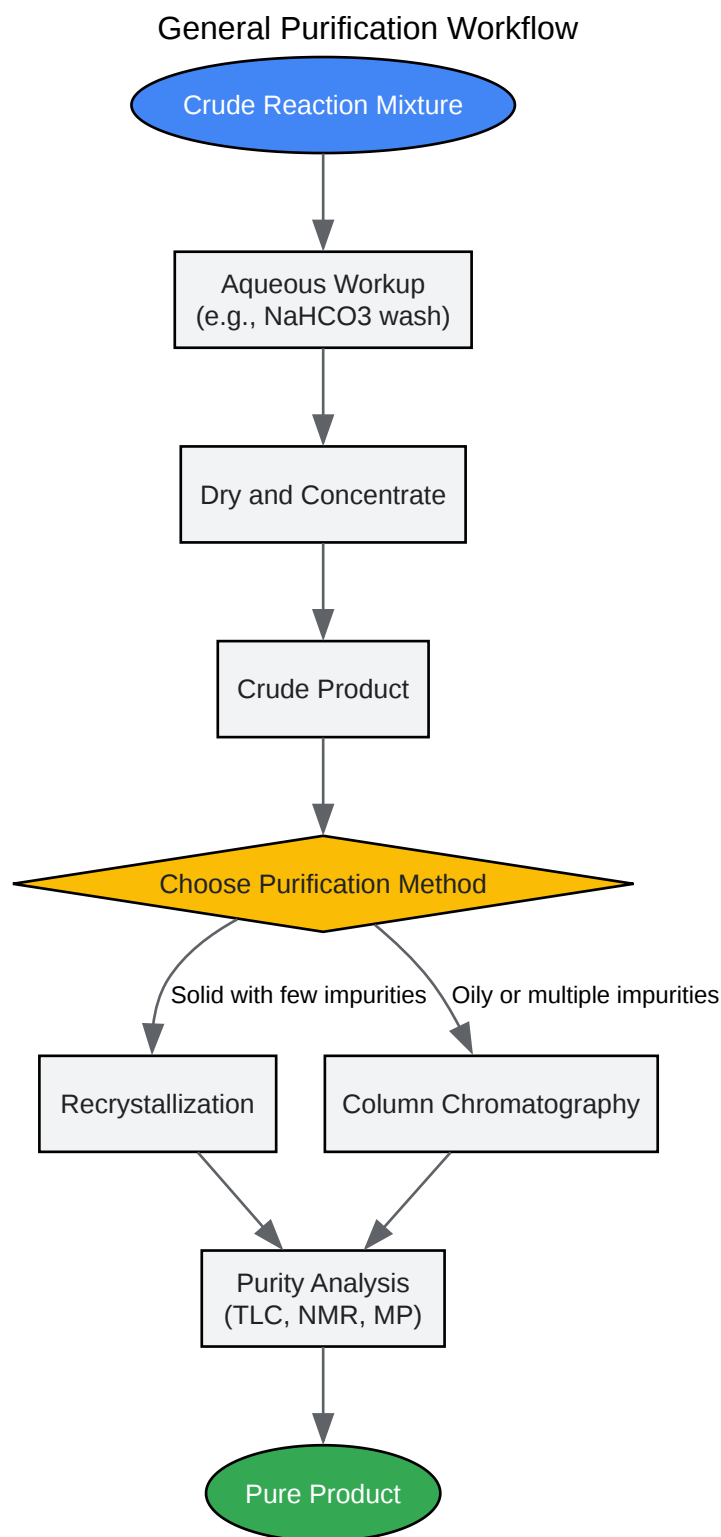 General Purification Workflow
Crude Reaction Mixture
Aqueous Workup
(e.g., NaHCO3 wash)
Dry and Concentrate
Crude Product
Choose Purification Method
Solid with few impurities
Oily or multiple impurities
Recrystallization
Column Chromatography
Purity Analysis
(TLC, NMR, MP)
Pure Product